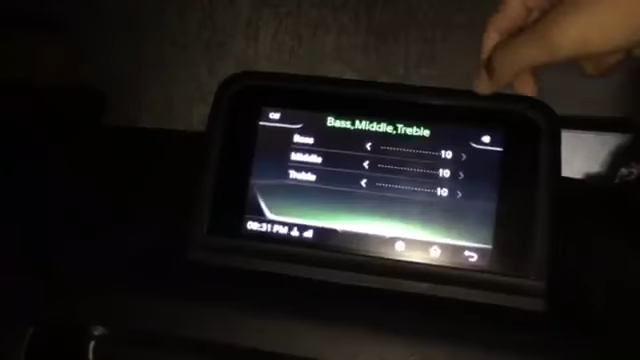 Bass,Middle,Treble
Bass 10
Middle 10
Treble 10
08:31 PM